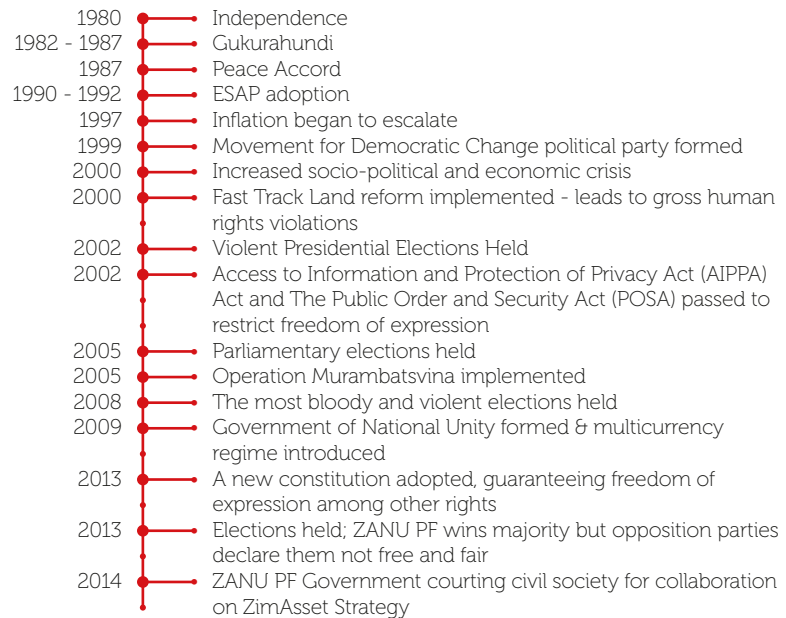 1980 Independence
1982 - 1987 Gukurahundi
1987 Peace Accord
1990 - 1992 ESAP adoption
1997 Inflation began to escalate
1999 Movement for Democratic Change political party formed
2000 Increased socio-political and economic crisis
2000 Fast Track Land reform implemented - leads to gross human
rights violations
2002 Violent Presidential Elections Held
2002 Access to Information and Protection of Privacy Act (AIPPA)
Act and The Public Order and Security Act (POSA) passed to
restrict freedom of expression
2005 Parliamentary elections held
2005 Operation Murambatsvina implemented
2008 The most bloody and violent elections held
2009 Government of National Unity formed & multicurrency
regime introduced
2013 A new constitution adopted, guaranteeing freedom of
expression among other rights
2013 Elections held; ZANU PF wins majority but opposition parties
declare them not free and fair
2014 ZANU PF Government courting civil society for collaboration
on ZimAsset Strategy